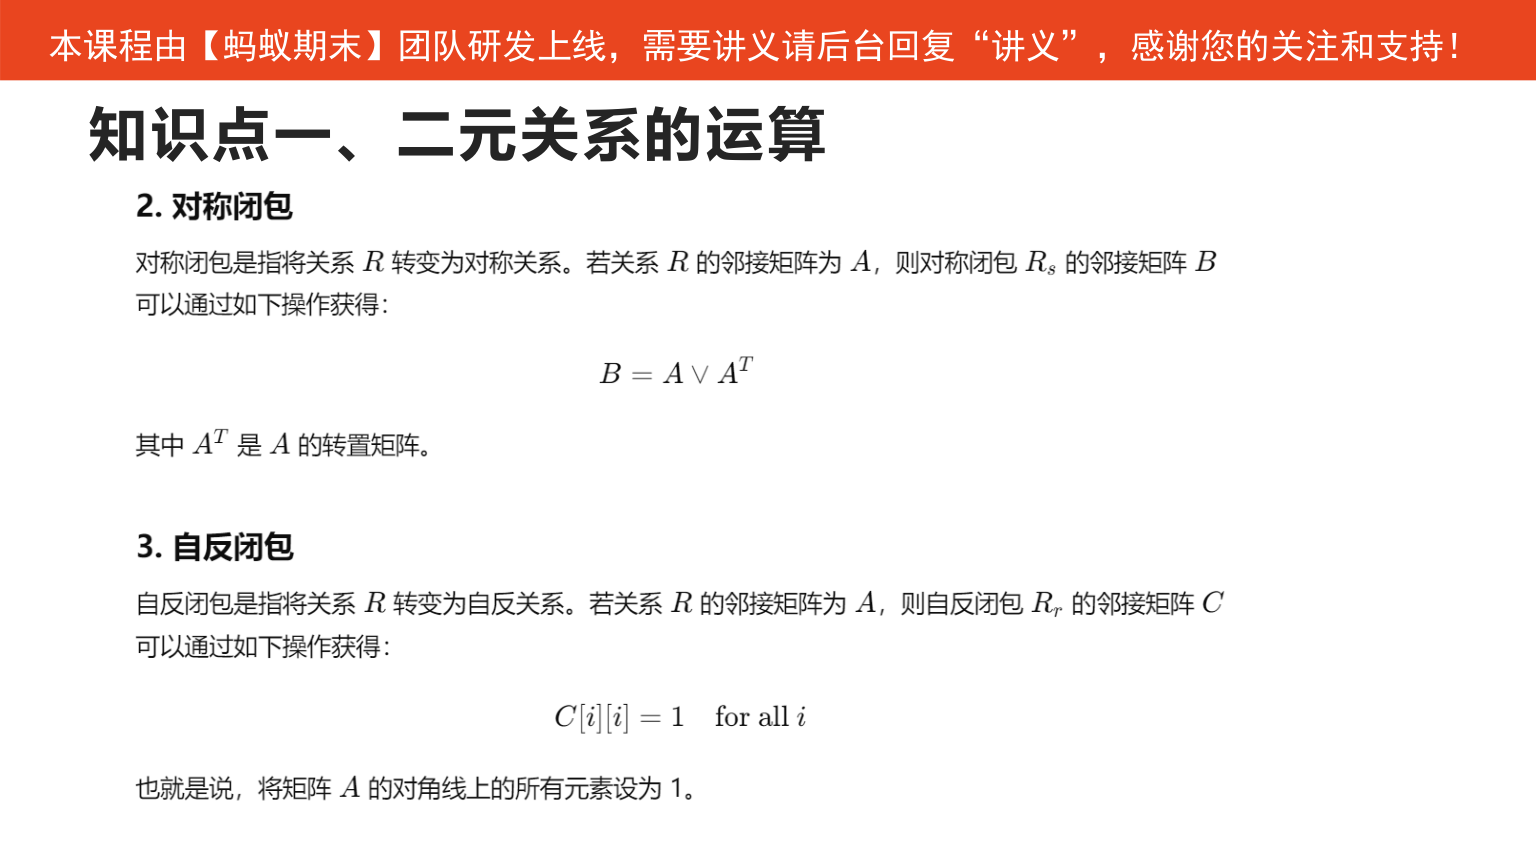 本课程由【蚂蚁期末】团队研发上线，需要讲义请后台回复“讲义”，感谢您的关注和支持！
知识点一、二元关系的运算
2. 对称闭包
对称闭包是指将关系 R 转变为对称关系。若关系 R 的邻接矩阵为 A，则对称闭包 Rₛ 的邻接矩阵 B
可以通过如下操作获得：
B = A ∨ Aᵀ
其中 Aᵀ 是 A 的转置矩阵。
3. 自反闭包
自反闭包是指将关系 R 转变为自反关系。若关系 R 的邻接矩阵为 A，则自反闭包 Rᵣ 的邻接矩阵 C
可以通过如下操作获得：
C[i][i] = 1 for all i
也就是说，将矩阵 A 的对角线上的所有元素设为 1。